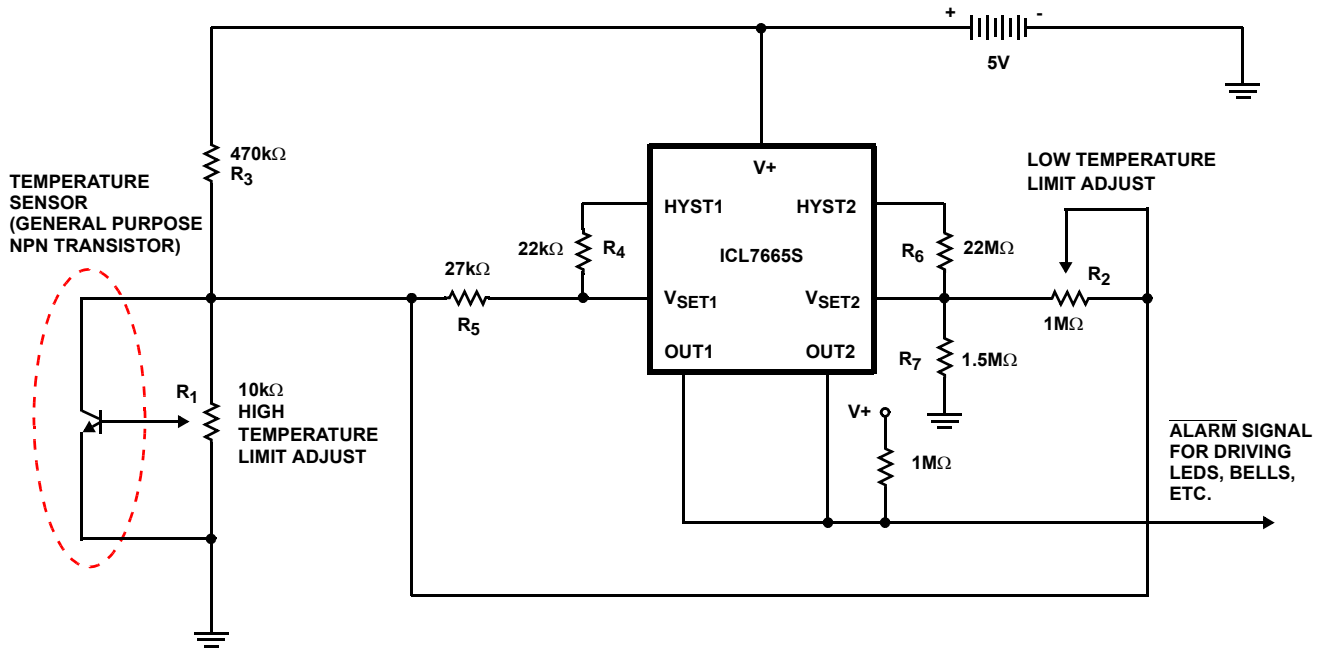 +
-
5V
470kΩ
R3
TEMPERATURE
SENSOR
(GENERAL PURPOSE
NPN TRANSISTOR)
V+
LOW TEMPERATURE
LIMIT ADJUST
HYST1
HYST2
22kΩ
R4
ICL7665S
R6
22MΩ
27kΩ
R2
VSET1
VSET2
R5
1MΩ
OUT1
OUT2
R7
1.5MΩ
R1
10kΩ
HIGH
TEMPERATURE
LIMIT ADJUST
V+
1MΩ
ALARM SIGNAL
FOR DRIVING
LEDS, BELLS,
ETC.